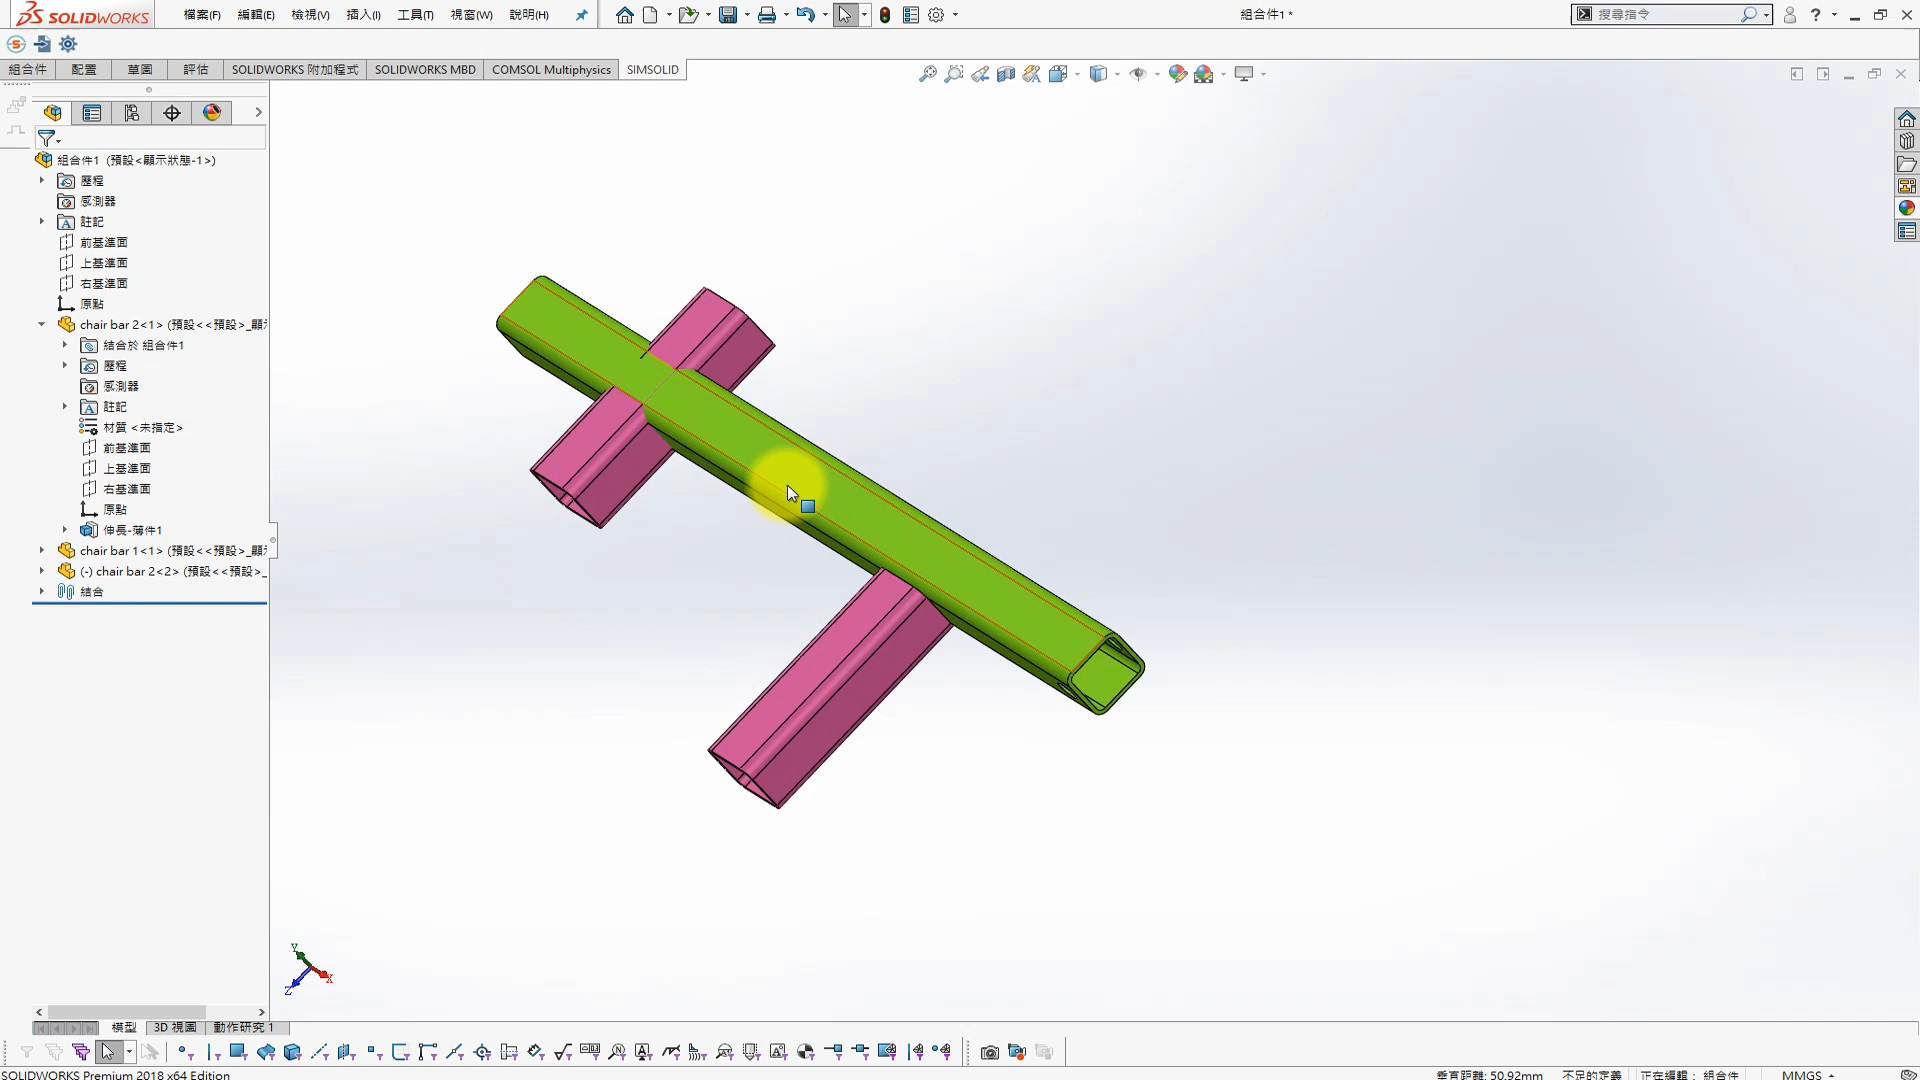 SOLIDWORKS
檔案(F) 編輯(E) 檢視(V) 插入(I) 工具(T) 視窗(W) 說明(H)
組合件1 *
搜尋指令
組合件 配置 草圖 評估 SOLIDWORKS 附加程式 SOLIDWORKS MBD COMSOL Multiphysics SIMSOLID
組合件1 (預設<顯示狀態-1>)
歷程
感測器
註記
前基準面
上基準面
右基準面
原點
chair bar 2<1> (預設<<預設>_顯
結合於 組合件1
歷程
感測器
註記
材質 <未指定>
前基準面
上基準面
右基準面
原點
伸長-薄件1
chair bar 1<1> (預設<<預設>_顯
(-) chair bar 2<2> (預設<<預設>_
結合
Y
X
Z
模型 3D 視圖 動作研究 1
SOLIDWORKS Premium 2018 x64 Edition
垂直距離: 50.92mm 不足的定義 正在編輯： 組合件 MMGS